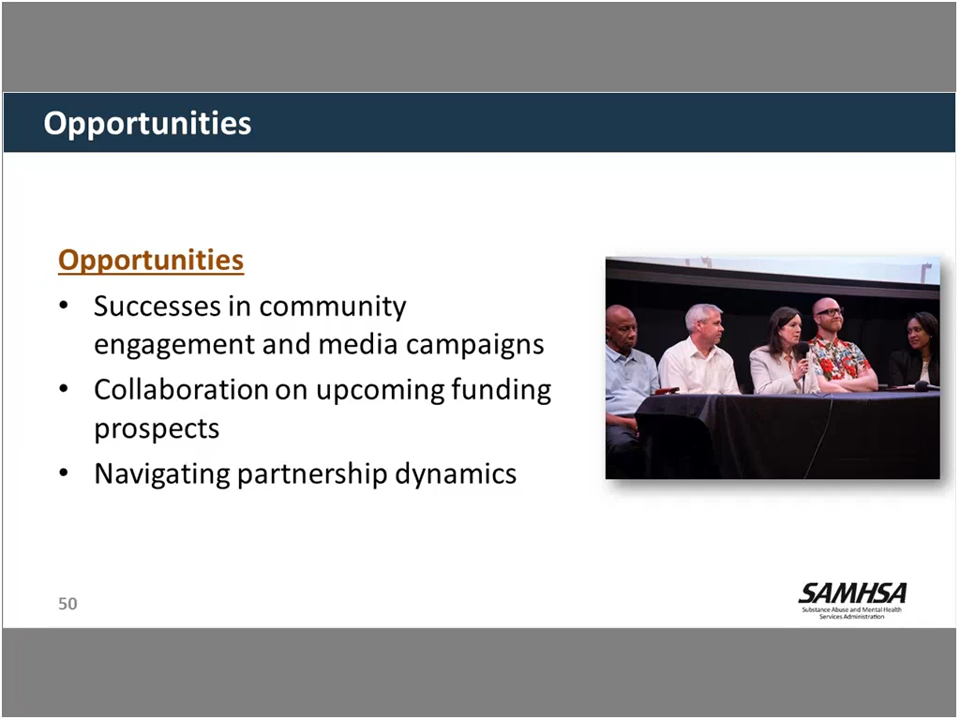 Opportunities
Opportunities
• Successes in community
engagement and media campaigns
• Collaboration on upcoming funding
prospects
• Navigating partnership dynamics
50
SAMHSA
Substance Abuse and Mental Health
Services Administration